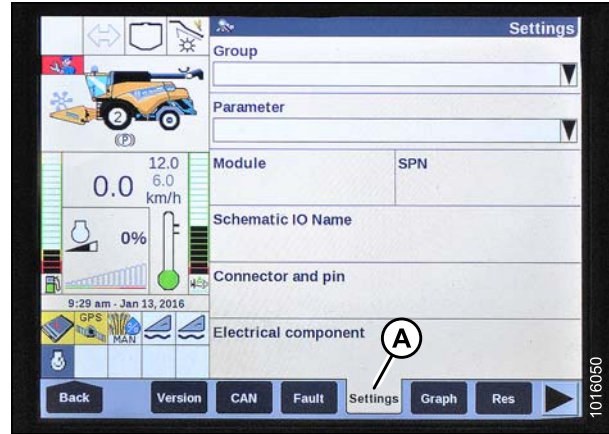 Settings
Group
Parameter
Module
SPN
Schematic IO Name
Connector and pin
Electrical component
2
(P)
0.0
12.0
6.0
km/h
0%
9:29 am - Jan 13, 2016
GPS
MAN
%
A
Back
Version
CAN
Fault
Settings
Graph
Res
1016050